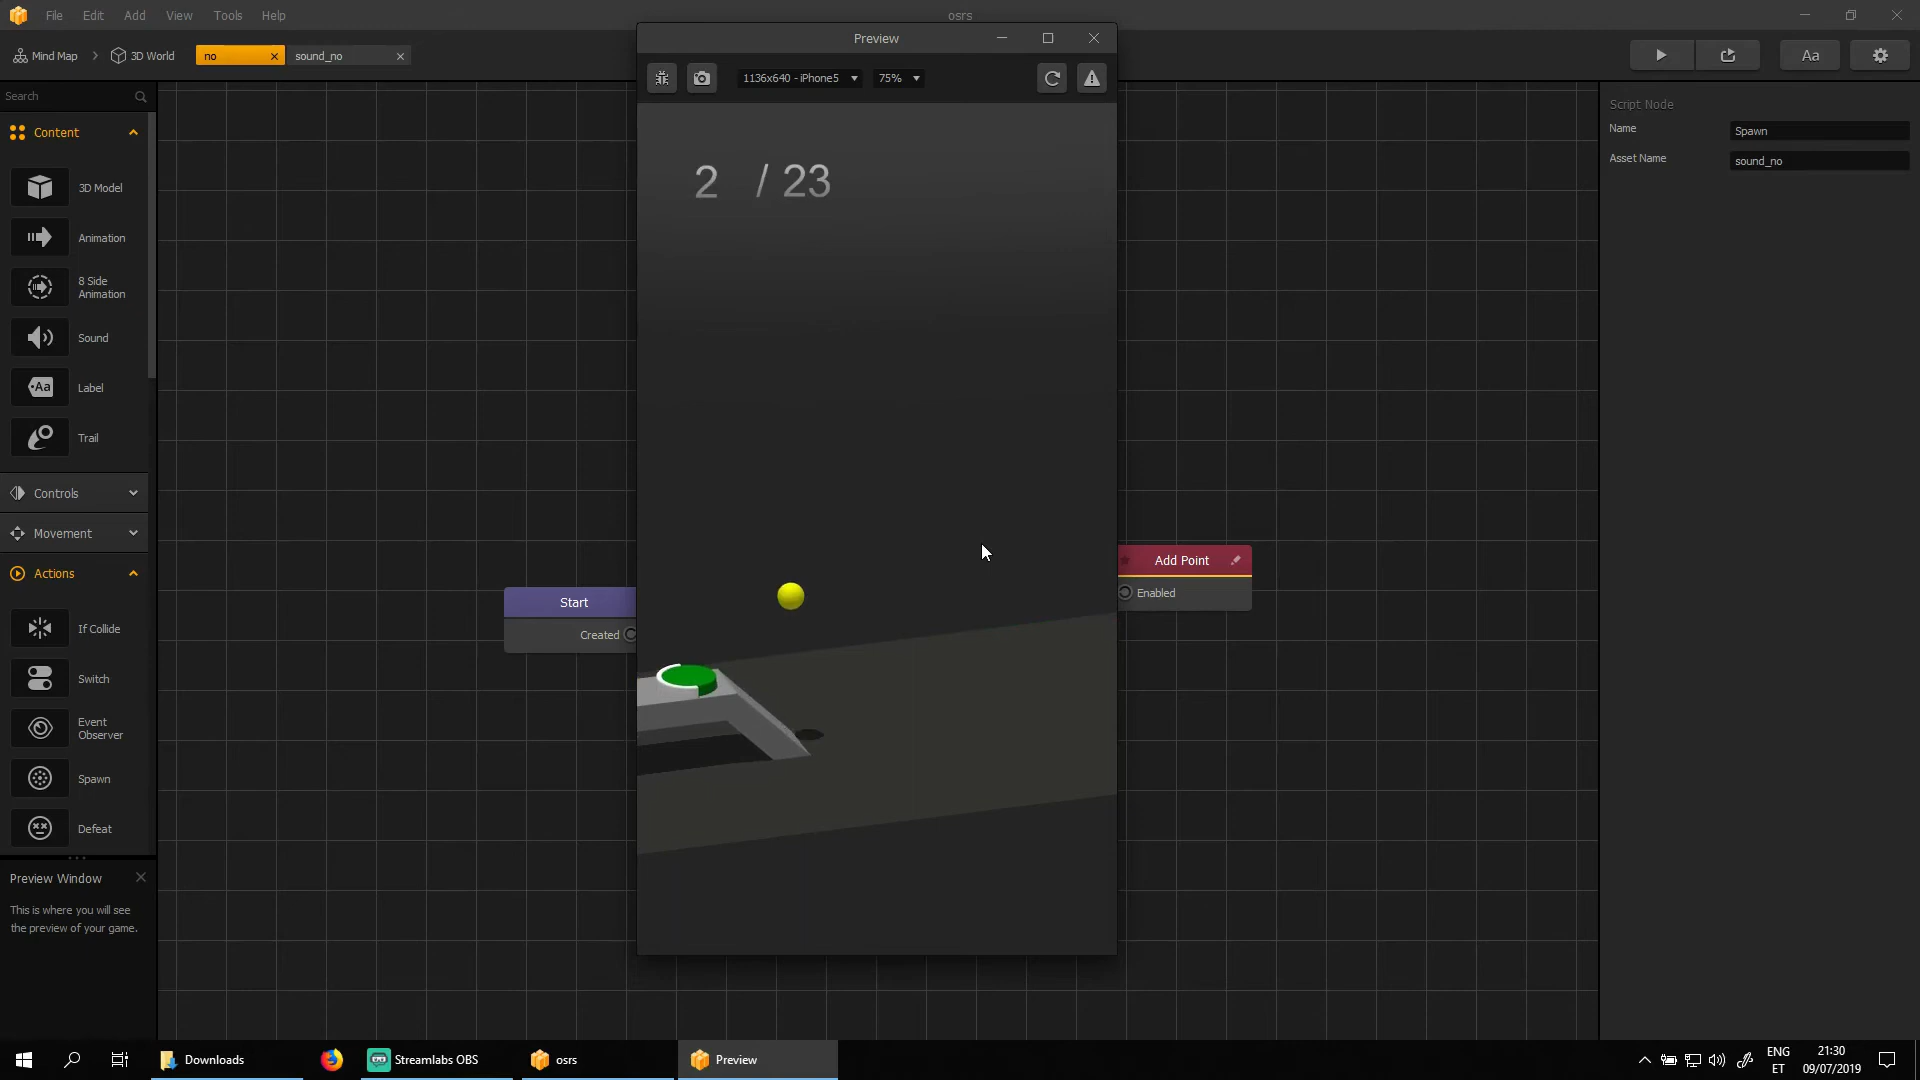 File Edit View Tools Help
osrs
Mind Map 3D World no sound_no
Preview
1136x640 - iPhone5 75%
Aa
Search
Content
3D Model
Animation
8 Side
Animation
Sound
Aa
Label
Trail
Controls
Movement
Actions
If Collide
Switch
Event
Observer
Spawn
Defeat
Preview Window
This is where you will see
the preview of your game.
2 / 23
Start
Created
Add Point
Enabled
Script Node
Name Spawn
Asset Name sound_no
Downloads
Streamlabs OBS
osrs
Preview
ENG
ET
21:30
09/07/2019